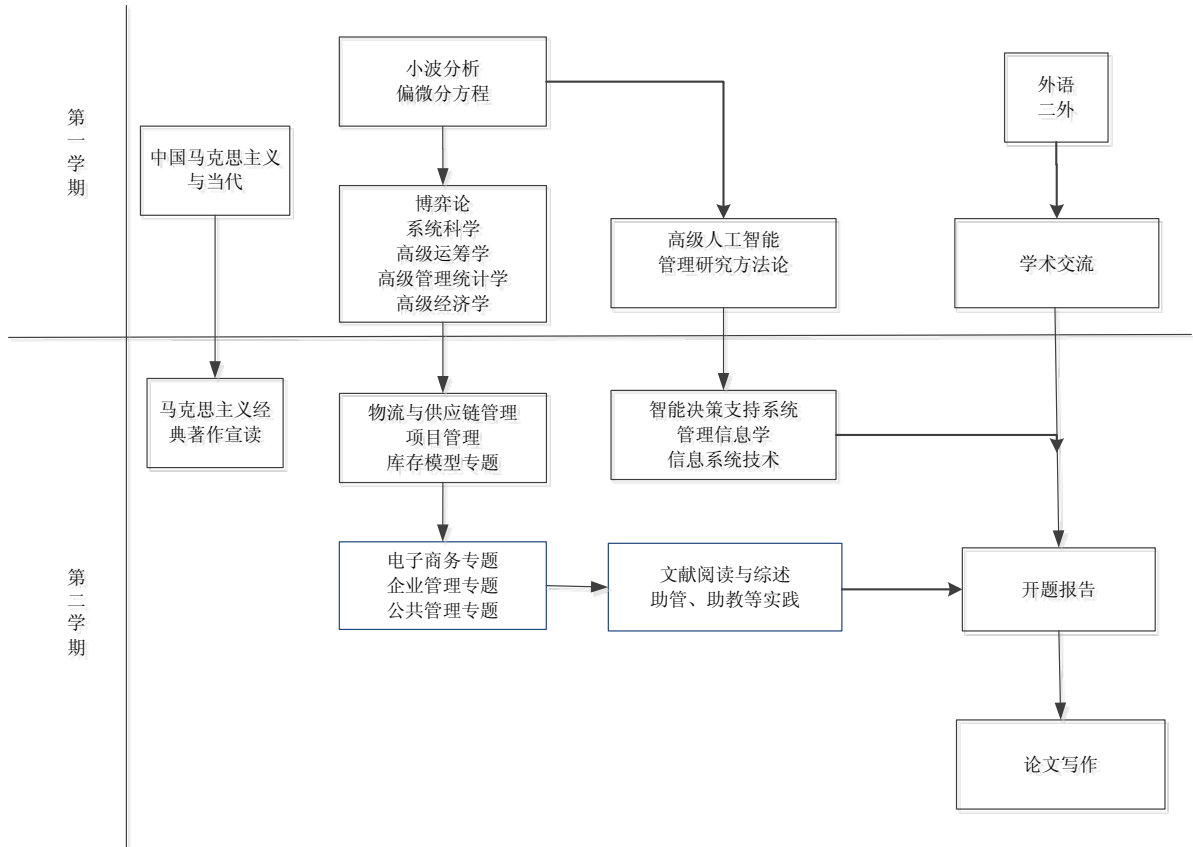 第一学期
中国马克思主义
与当代
小波分析
偏微分方程
博弈论
系统科学
高级运筹学
高级管理统计学
高级经济学
高级人工智能
管理研究方法论
外语
二外
学术交流
第二学期
马克思主义经
典著作宣读
物流与供应链管理
项目管理
库存模型专题
智能决策支持系统
管理信息学
信息系统技术
电子商务专题
企业管理专题
公共管理专题
文献阅读与综述
助管、助教等实践
开题报告
论文写作